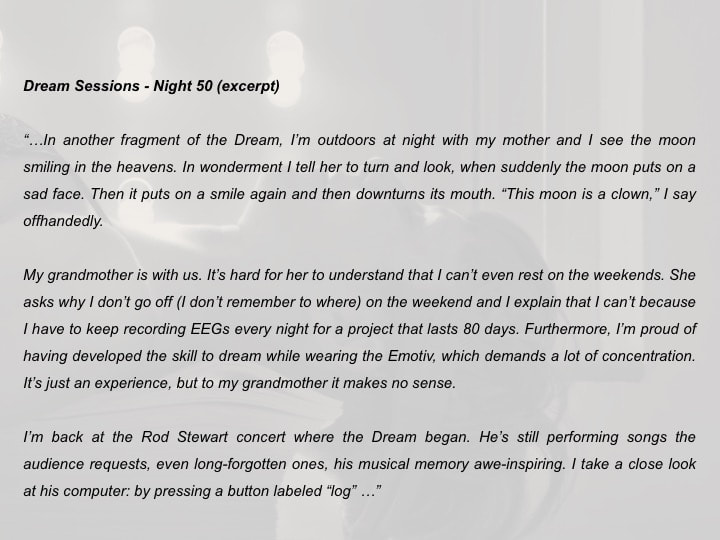 Dream Sessions - Night 50 (excerpt)
“…In another fragment of the Dream, I’m outdoors at night with my mother and I see the moon
smiling in the heavens. In wonderment I tell her to turn and look, when suddenly the moon puts on a
sad face. Then it puts on a smile again and then downturns its mouth. “This moon is a clown,” I say
offhandedly.
My grandmother is with us. It’s hard for her to understand that I can’t even rest on the weekends. She
asks why I don’t go off (I don’t remember to where) on the weekend and I explain that I can’t because
I have to keep recording EEGs every night for a project that lasts 80 days. Furthermore, I’m proud of
having developed the skill to dream while wearing the Emotiv, which demands a lot of concentration.
It’s just an experience, but to my grandmother it makes no sense.
I’m back at the Rod Stewart concert where the Dream began. He’s still performing songs the
audience requests, even long-forgotten ones, his musical memory awe-inspiring. I take a close look
at his computer: by pressing a button labeled “log” …”